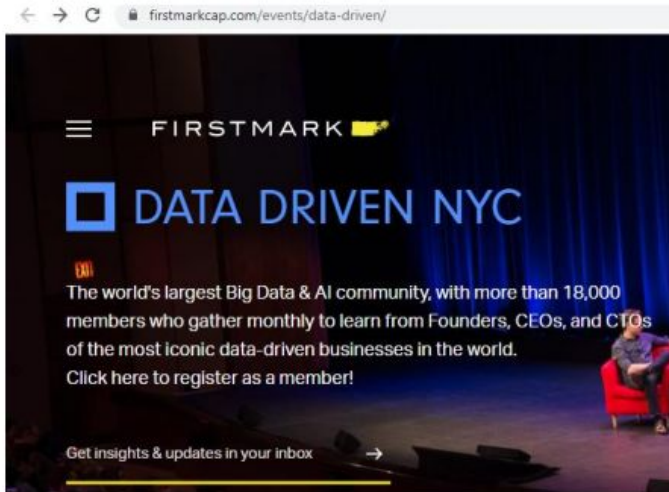 firstmarkcap.com/events/data-driven/
FIRSTMARK
DATA DRIVEN NYC
EXIT
The world's largest Big Data & AI community, with more than 18,000
members who gather monthly to learn from Founders, CEOs, and CTOs
of the most iconic data-driven businesses in the world.
Click here to register as a member!
Get insights & updates in your inbox